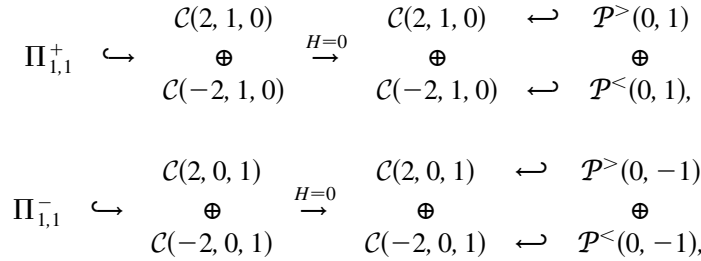 C(2, 1, 0) C(2, 1, 0) ↩ P^>(0, 1)
Π^+_{1,1} ↪ ⊕ →^{H=0} ⊕ ⊕
C(−2, 1, 0) C(−2, 1, 0) ↩ P^<(0, 1),
C(2, 0, 1) C(2, 0, 1) ↩ P^>(0, −1)
Π^−_{1,1} ↪ ⊕ →^{H=0} ⊕ ⊕
C(−2, 0, 1) C(−2, 0, 1) ↩ P^<(0, −1),